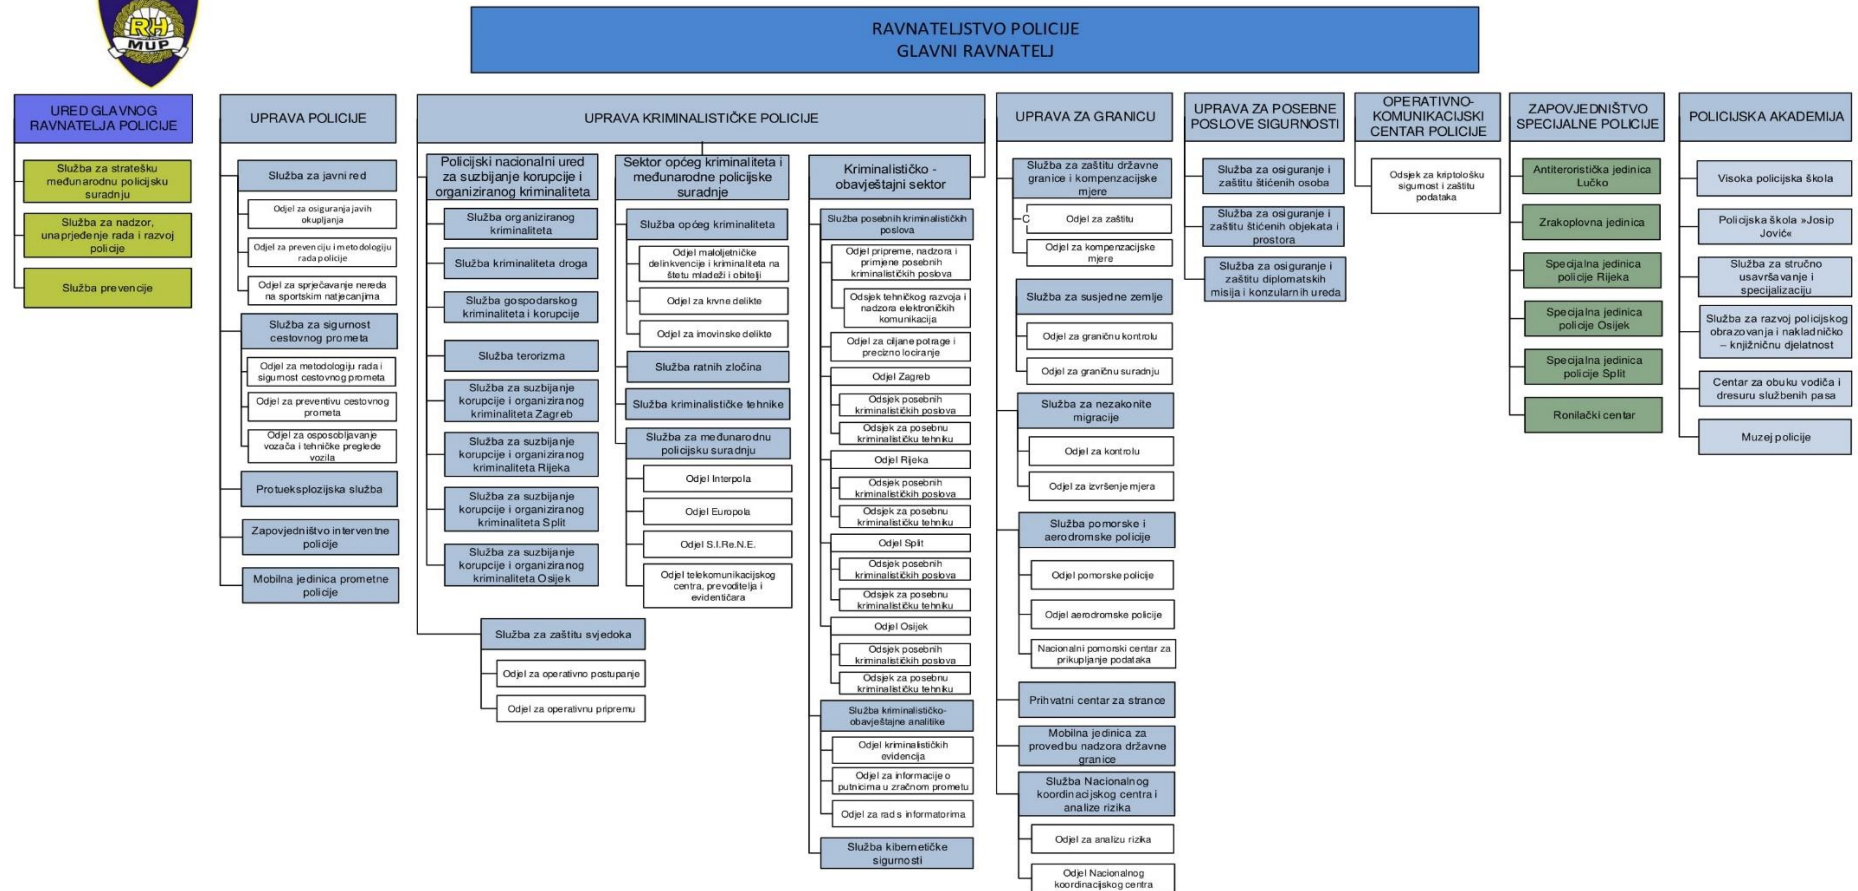 RH
MUP
RAVNATELJSTVO POLICIJE
GLAVNI RAVNATELJ
URED GLAVNOG
RAVNATELJA POLICIJE
Služba za stratešku
međunarodnu policijsku
suradnju
Služba za nadzor,
unaprjeđenje rada i razvoj
policije
Služba prevencije
UPRAVA POLICIJE
Služba za javni red
Odjel za osiguranja javih
okupljanja
Odjel za prevenciju i metodologiju
rada policije
Odjel za sprječavanje nereda
na sportskim natjecanjima
Služba za sigurnost
cestovnog prometa
Odjel za metodologiju rada i
sigurnost cestovnog prometa
Odjel za preventivu cestovnog
prometa
Odjel za osposobljavanje
vozača i tehničke preglede
vozila
Protueksplozijska služba
Zapovjedništvo interventne
policije
Mobilna jedinica prometne
policije
UPRAVA KRIMINALISTIČKE POLICIJE
Policijski nacionalni ured
za suzbijanje korupcije i
organiziranog kriminaliteta
Služba organiziranog
kriminaliteta
Služba kriminaliteta droga
Služba gospodarskog
kriminaliteta i korupcije
Služba terorizma
Služba za suzbijanje
korupcije i organiziranog
kriminaliteta Zagreb
Služba za suzbijanje
korupcije i organiziranog
kriminaliteta Rijeka
Služba za suzbijanje
korupcije i organiziranog
kriminaliteta Split
Služba za suzbijanje
korupcije i organiziranog
kriminaliteta Osijek
Služba za zaštitu svjedoka
Odjel za operativno postupanje
Odjel za operativnu pripremu
Sektor općeg kriminaliteta i
međunarodne policijske
suradnje
Služba općeg kriminaliteta
Odjel maloljetničke
delinkvencije i kriminaliteta na
štetu mladeži i obitelji
Odjel za krvne delikte
Odjel za imovinske delikte
Služba ratnih zločina
Služba kriminalističke tehnike
Služba za međunarodnu
policijsku suradnju
Odjel Interpola
Odjel Europola
Odjel S.I.Re.N.E.
Odjel telekomunikacijskog
centra, prevoditelja i
evidentičara
Kriminalističko -
obavještajni sektor
Služba posebnih kriminalističkih
poslova
Odjel pripreme, nadzora i
primjene posebnih
kriminalističkih poslova
Odsjek tehničkog razvoja i
nadzora elektroničkih
komunikacija
Odjel za ciljane potrage i
precizno lociranje
Odjel Zagreb
Odsjek posebnih
kriminalističkih poslova
Odsjek za posebnu
kriminalističku tehniku
Odjel Rijeka
Odsjek posebnih
kriminalističkih poslova
Odsjek za posebnu
kriminalističku tehniku
Odjel Split
Odsjek posebnih
kriminalističkih poslova
Odsjek za posebnu
kriminalističku tehniku
Odjel Osijek
Odsjek posebnih
kriminalističkih poslova
Odsjek za posebnu
kriminalističku tehniku
Služba kriminalističko-
obavještajne analitike
Odjel kriminalističkih
evidencija
Odjel za informacije o
putnicima u zračnom prometu
Odjel za rad s informatorima
Služba kibernetičke
sigurnosti
UPRAVA ZA GRANICU
Služba za zaštitu državne
granice i kompenzacijske
mjere
C
Odjel za zaštitu
Odjel za kompenzacijske
mjere
Služba za susjedne zemlje
Odjel za graničnu kontrolu
Odjel za graničnu suradnju
Služba za nezakonite
migracije
Odjel za kontrolu
Odjel za izvršenje mjera
Služba pomorske i
aerodromske policije
Odjel pomorske policije
Odjel aerodromske policije
Nacionalni pomorski centar za
prikupljanje podataka
Prihvatni centar za strance
Mobilna jedinica za
provedbu nadzora državne
granice
Služba Nacionalnog
koordinacijskog centra i
analize rizika
Odjel za analizu rizika
Odjel Nacionalnog
koordinacijskog centra
UPRAVA ZA POSEBNE
POSLOVE SIGURNOSTI
Služba za osiguranje i
zaštitu štićenih osoba
Služba za osiguranje i
zaštitu štićenih objekata i
prostora
Služba za osiguranje i
zaštitu diplomatskih
misija i konzularnih ureda
OPERATIVNO-
KOMUNIKACIJSKI
CENTAR POLICIJE
Odsjek za kriptološku
sigurnost i zaštitu
podataka
ZAPOVJEDNIŠTVO
SPECIJALNE POLICIJE
Antiteroristička jedinica
Lučko
Zrakoplovna jedinica
Specijalna jedinica
policije Rijeka
Specijalna jedinica
policije Osijek
Specijalna jedinica
policije Split
Ronilački centar
POLICIJSKA AKADEMIJA
Visoka policijska škola
Policijska škola »Josip
Jović«
Služba za stručno
usavršavanje i
specijalizaciju
Služba za razvoj policijskog
obrazovanja i nakladničko
– knjižničnu djelatnost
Centar za obuku vodiča i
dresuru službenih pasa
Muzej policije